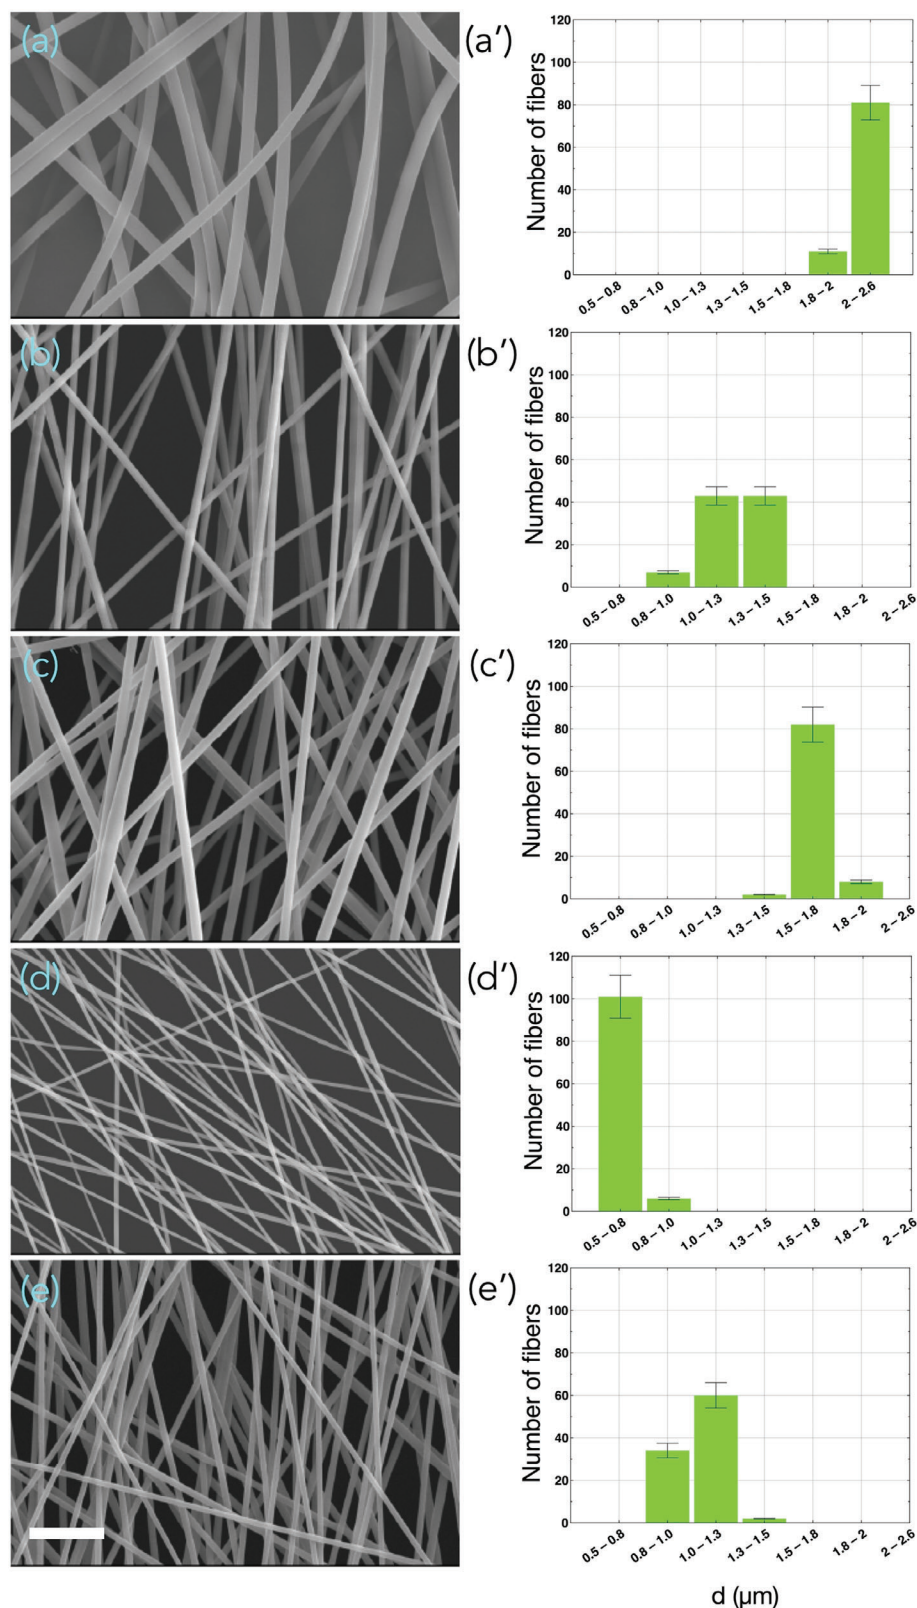 (a)
(a')
Number of fibers
120
100
80
60
40
20
0
0.5 – 0.8
0.8 – 1.0
1.0 – 1.3
1.3 – 1.5
1.5 – 1.8
1.8 – 2
2 – 2.6
(b)
(b')
Number of fibers
120
100
80
60
40
20
0
0.5 – 0.8
0.8 – 1.0
1.0 – 1.3
1.3 – 1.5
1.5 – 1.8
1.8 – 2
2 – 2.6
(c)
(c')
Number of fibers
120
100
80
60
40
20
0
0.5 – 0.8
0.8 – 1.0
1.0 – 1.3
1.3 – 1.5
1.5 – 1.8
1.8 – 2
2 – 2.6
(d)
(d')
Number of fibers
120
100
80
60
40
20
0
0.5 – 0.8
0.8 – 1.0
1.0 – 1.3
1.3 – 1.5
1.5 – 1.8
1.8 – 2
2 – 2.6
(e)
(e')
Number of fibers
120
100
80
60
40
20
0
0.5 – 0.8
0.8 – 1.0
1.0 – 1.3
1.3 – 1.5
1.5 – 1.8
1.8 – 2
2 – 2.6
d (µm)